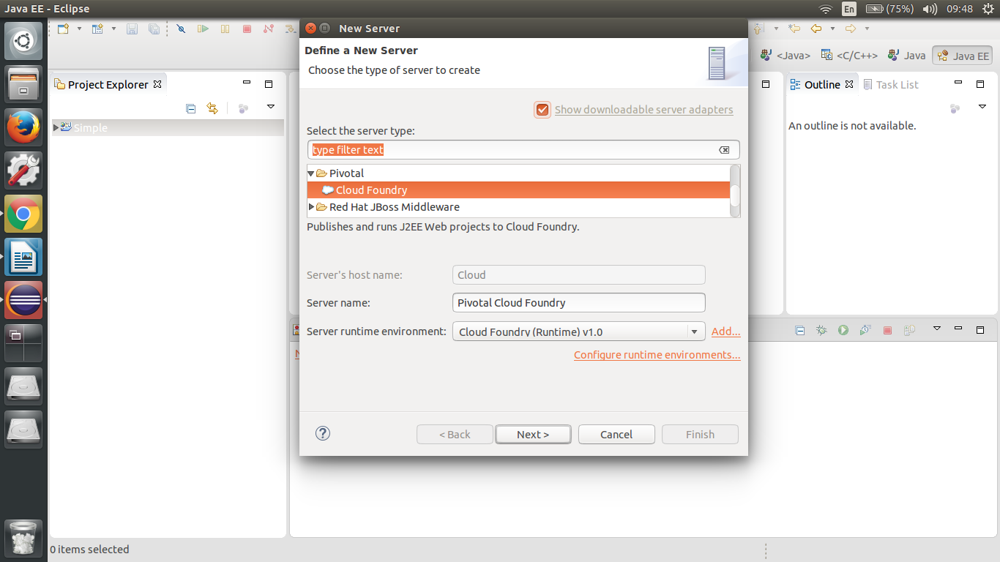 Java EE - Eclipse
En
(75%)
09:48
New Server
Define a New Server
Choose the type of server to create
<Java>
<C/C++>
Java
Java EE
Project Explorer
Outline
Task List
Simple
An outline is not available.
Show downloadable server adapters
Select the server type:
type filter text
Pivotal
Cloud Foundry
Red Hat JBoss Middleware
Publishes and runs J2EE Web projects to Cloud Foundry.
Server's host name:
Cloud
Server name:
Pivotal Cloud Foundry
Server runtime environment:
Cloud Foundry (Runtime) v1.0
Add...
Configure runtime environments...
?
< Back
Next >
Cancel
Finish
0 items selected